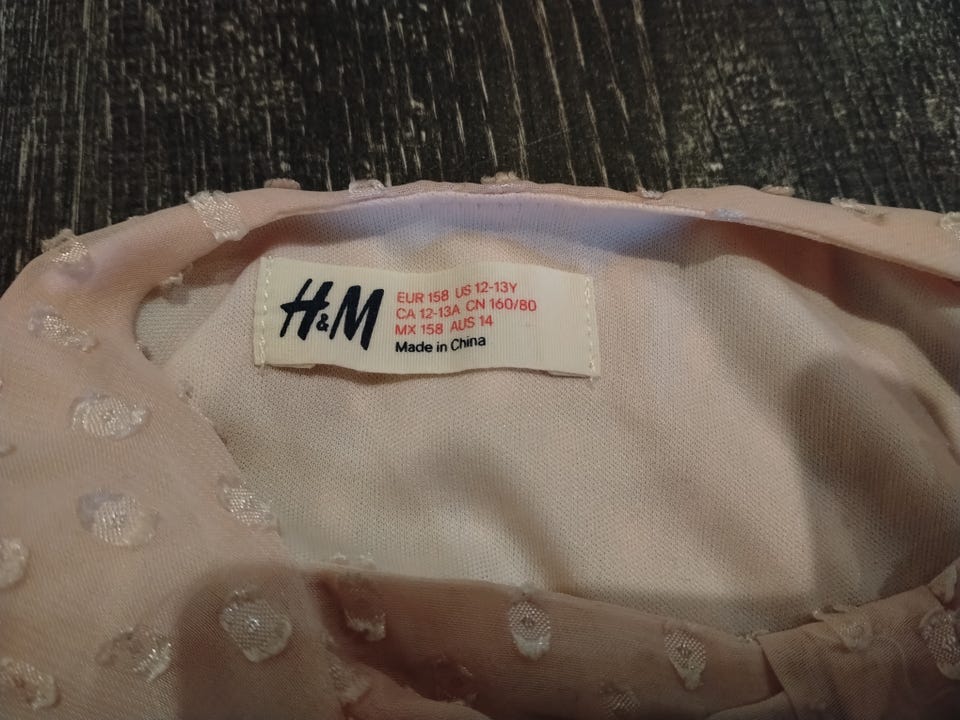 H&M
EUR 158 US 12-13Y
CA 12-13A CN 160/80
MX 158 AUS 14
Made in China